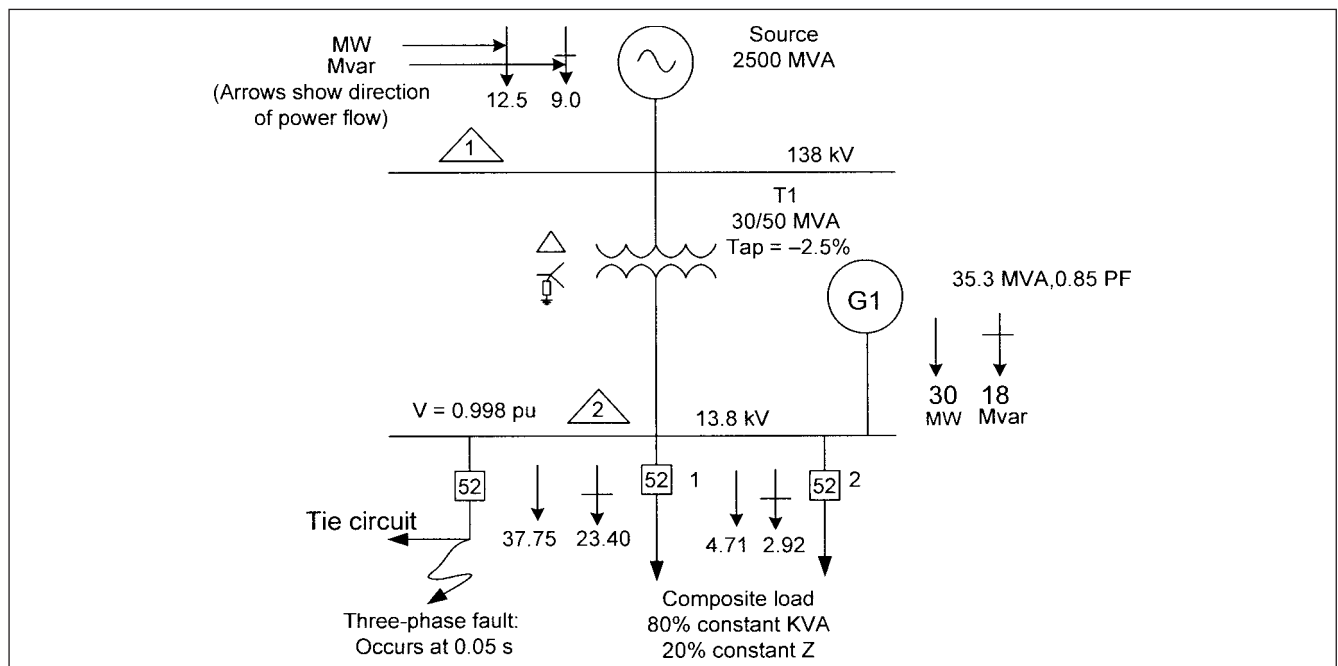 MW
Mvar
(Arrows show direction
of power flow)
12.5 9.0
Source
2500 MVA
1
138 kV
T1
30/50 MVA
Tap = –2.5%
G1
35.3 MVA,0.85 PF
30 18
MW Mvar
V = 0.998 pu
2
13.8 kV
52
52 1
52 2
Tie circuit
37.75 23.40
4.71 2.92
Three-phase fault:
Occurs at 0.05 s
Composite load
80% constant KVA
20% constant Z